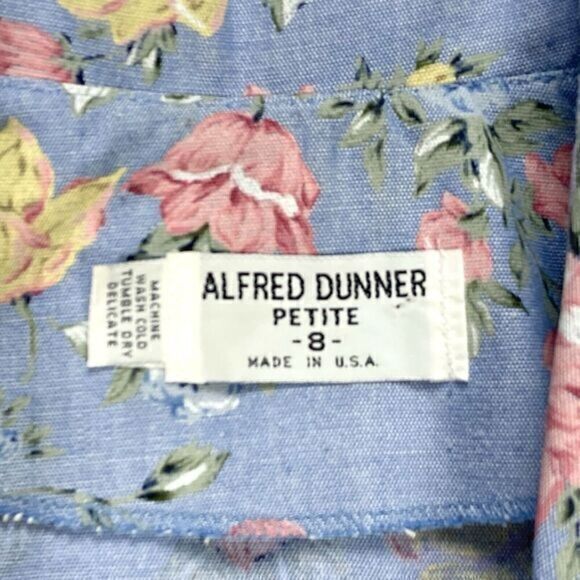 ALFRED DUNNER
PETITE
-8-
MADE IN U.S.A.
MACHINE
WASH COLD
TUMBLE DRY
DELICATE